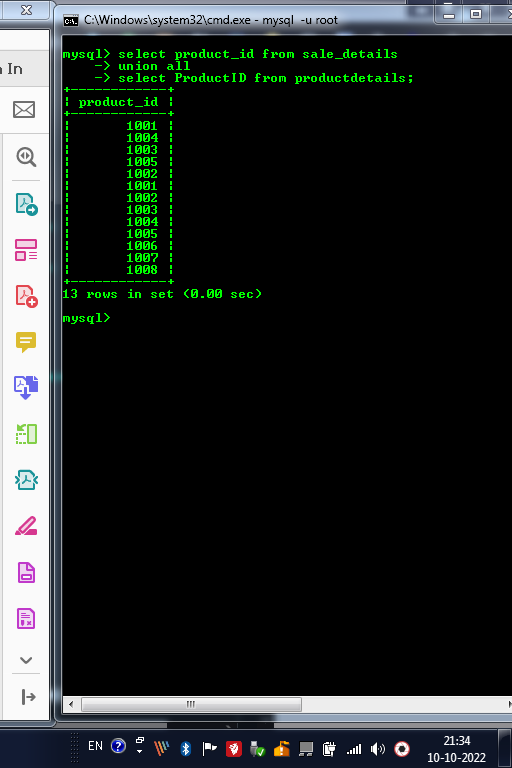 C:\Windows\system32\cmd.exe - mysql -u root
n In
mysql> select product_id from sale_details
-> union all
-> select ProductID from productdetails;
+------------+
| product_id |
+------------+
| 1001 |
| 1004 |
| 1003 |
| 1005 |
| 1002 |
| 1001 |
| 1002 |
| 1003 |
| 1004 |
| 1005 |
| 1006 |
| 1007 |
| 1008 |
+------------+
13 rows in set (0.00 sec)
mysql>
EN
21:34
10-10-2022